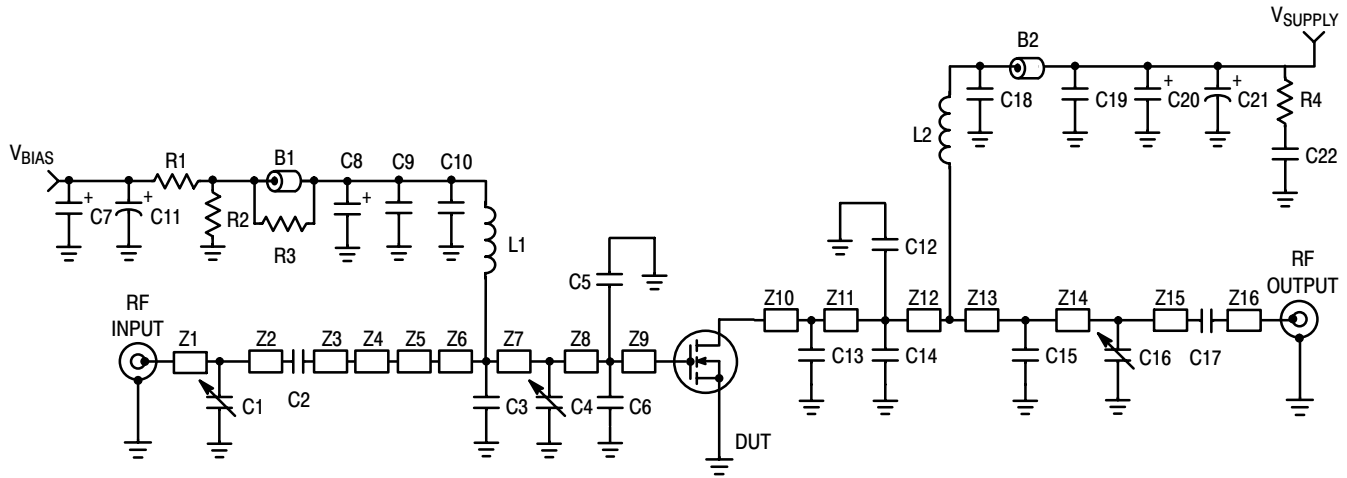 VSUPPLY
B2
C18
C19
+
C20
+
C21
R4
L2
C22
VBIAS
R1
B1
C8
C9
C10
+
C7
+
C11
R2
+
R3
L1
C5
C12
RF
INPUT
RF
OUTPUT
Z1
Z2
Z3
Z4
Z5
Z6
Z7
Z8
Z9
Z10
Z11
Z12
Z13
Z14
Z15
Z16
C1
C2
C3
C4
C6
C13
C14
C15
C16
C17
DUT